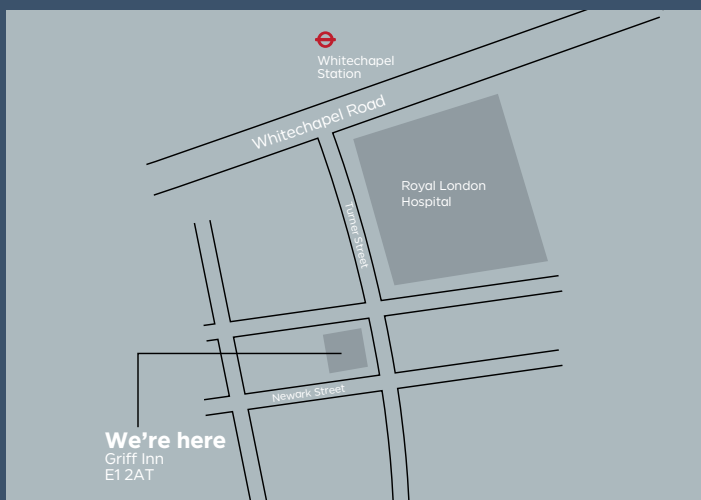 Whitechapel
Station
Whitechapel Road
Royal London
Hospital
Turner Street
Newark Street
We're here
Griff Inn
E1 2AT